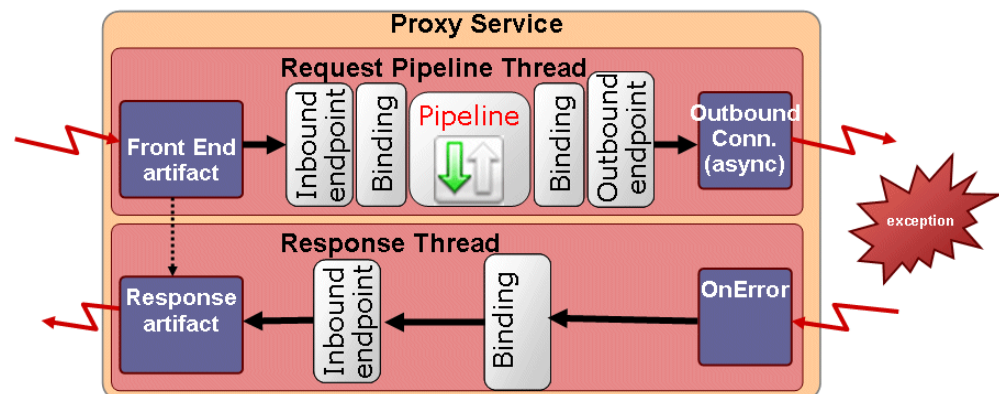 Proxy Service
Request Pipeline Thread
Front End
artifact
Inbound
endpoint
Binding
Pipeline
Binding
Outbound
endpoint
Outbound
Conn.
(async)
exception
Response Thread
Response
artifact
Inbound
endpoint
Binding
OnError